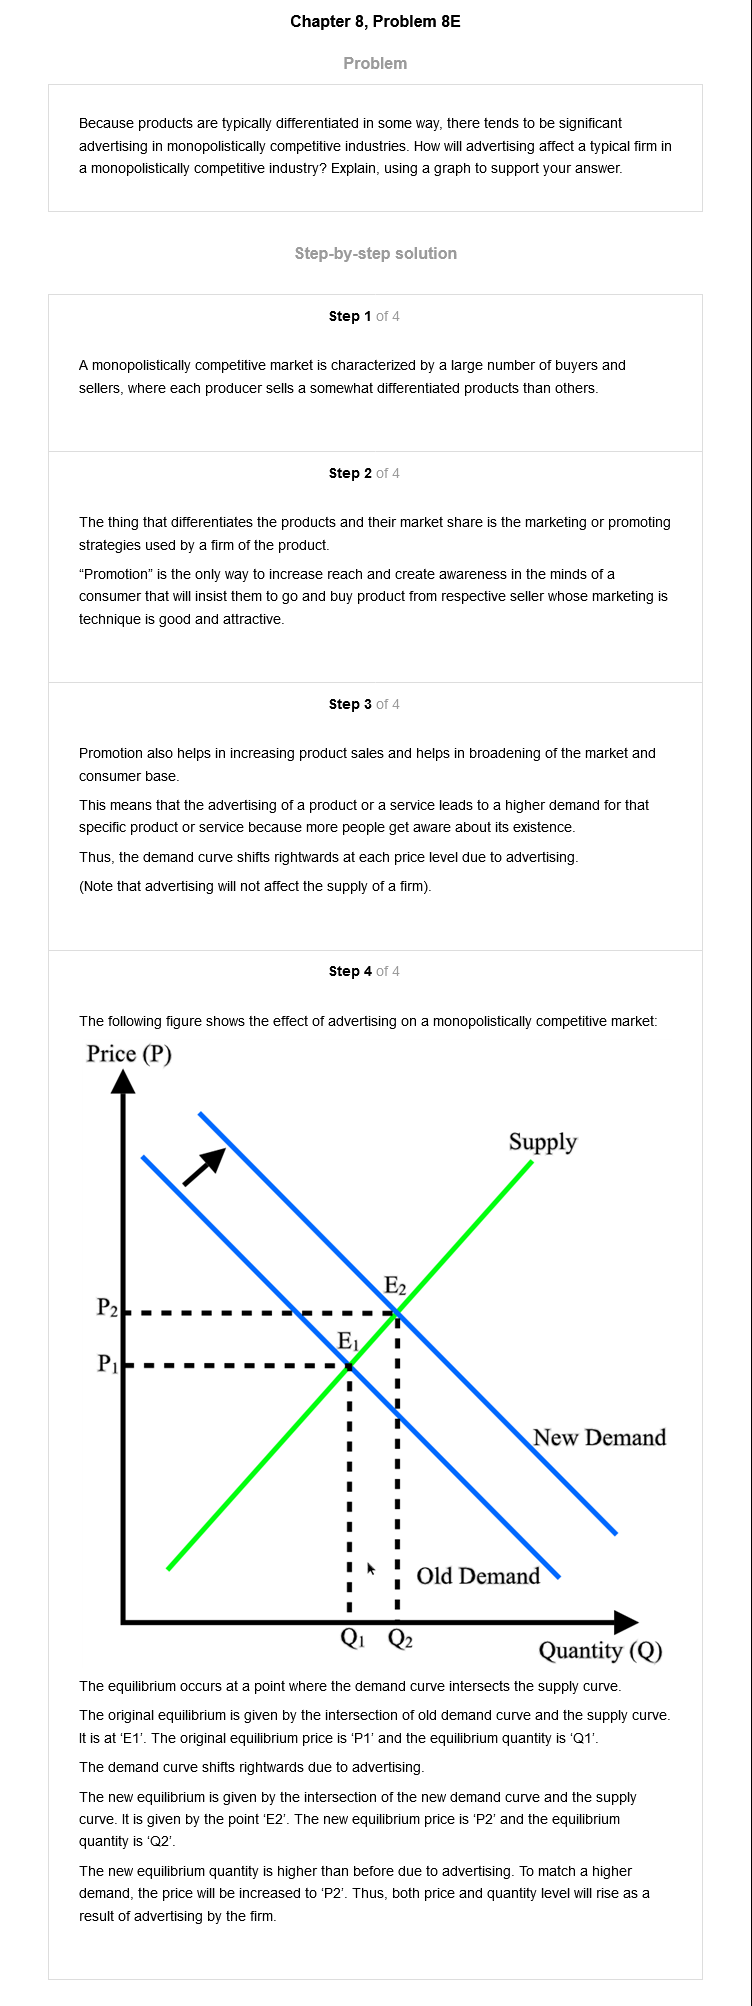 Chapter 8, Problem 8E
Problem
Because products are typically differentiated in some way, there tends to be significant
advertising in monopolistically competitive industries. How will advertising affect a typical firm in
a monopolistically competitive industry? Explain, using a graph to support your answer.
Step-by-step solution
Step 1 of 4
A monopolistically competitive market is characterized by a large number of buyers and
sellers, where each producer sells a somewhat differentiated products than others.
Step 2 of 4
The thing that differentiates the products and their market share is the marketing or promoting
strategies used by a firm of the product.
“Promotion” is the only way to increase reach and create awareness in the minds of a
consumer that will insist them to go and buy product from respective seller whose marketing is
technique is good and attractive.
Step 3 of 4
Promotion also helps in increasing product sales and helps in broadening of the market and
consumer base.
This means that the advertising of a product or a service leads to a higher demand for that
specific product or service because more people get aware about its existence.
Thus, the demand curve shifts rightwards at each price level due to advertising.
(Note that advertising will not affect the supply of a firm).
Step 4 of 4
The following figure shows the effect of advertising on a monopolistically competitive market:
Price (P)
Supply
E2
P2
E1
P1
New Demand
Old Demand
Q1 Q2
Quantity (Q)
The equilibrium occurs at a point where the demand curve intersects the supply curve.
The original equilibrium is given by the intersection of old demand curve and the supply curve.
It is at ‘E1’. The original equilibrium price is ‘P1’ and the equilibrium quantity is ‘Q1’.
The demand curve shifts rightwards due to advertising.
The new equilibrium is given by the intersection of the new demand curve and the supply
curve. It is given by the point ‘E2’. The new equilibrium price is ‘P2’ and the equilibrium
quantity is ‘Q2’.
The new equilibrium quantity is higher than before due to advertising. To match a higher
demand, the price will be increased to ‘P2’. Thus, both price and quantity level will rise as a
result of advertising by the firm.